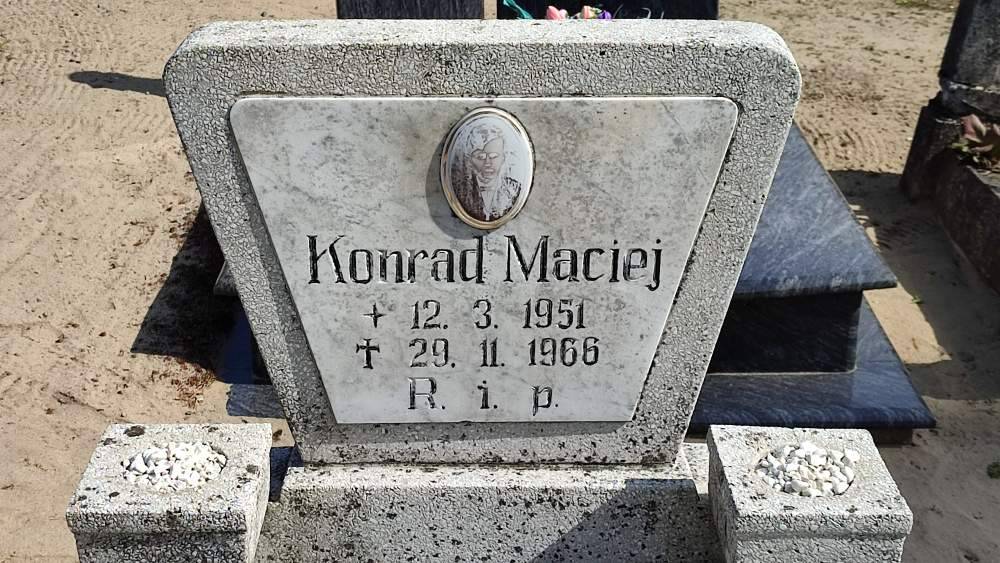 Konrad Maciej
+ 12. 3. 1951
✝ 29. 11. 1966
R. i. p.